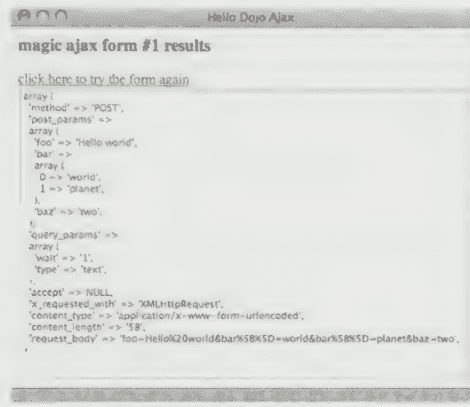 Hello Dojo Ajax
magic ajax form #1 results
click here to try the form again
array (
'method' => 'POST',
'post_params' =>
array (
'foo' => 'Hello world',
'bar' =>
array (
0 => 'world',
1 => 'planet',
),
'baz' => 'two',
),
'query_params' =>
array (
'wait' => '1',
'type' => 'text',
),
'accept' => NULL,
'x_requested_with' => 'XMLHttpRequest',
'content_type' => 'application/x-www-form-urlencoded',
'content_length' => '58',
'request_body' => 'foo=Hello%20world&bar%5B%5D=world&bar%5B%5D=planet&baz=two',
)